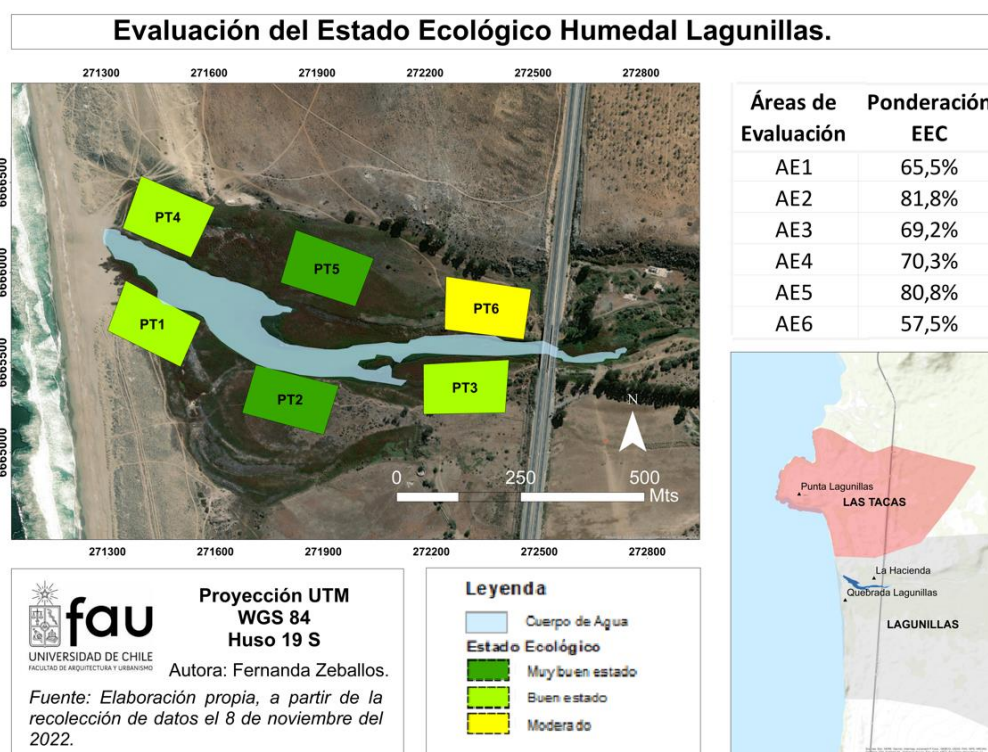 Evaluación del Estado Ecológico Humedal Lagunillas.
271300 271600 271900 272200 272500 272800
6666500
6666000
6665500
6665000
PT4
PT5
PT6
PT1
PT3
PT2
N
0 250 500
Mts
271300 271600 271900 272200 272500 272800
Áreas de Ponderación
Evaluación EEC
AE1 65,5%
AE2 81,8%
AE3 69,2%
AE4 70,3%
AE5 80,8%
AE6 57,5%
Punta Lagunillas
LAS TACAS
La Hacienda
Quebrada Lagunillas
LAGUNILLAS
fau
UNIVERSIDAD DE CHILE
FACULTAD DE ARQUITECTURA Y URBANISMO
Proyección UTM
WGS 84
Huso 19 S
Autora: Fernanda Zeballos.
Fuente: Elaboración propia, a partir de la
recolección de datos el 8 de noviembre del
2022.
Leyenda
Cuerpo de Agua
Estado Ecológico
Muy buen estado
Buen estado
Moderado